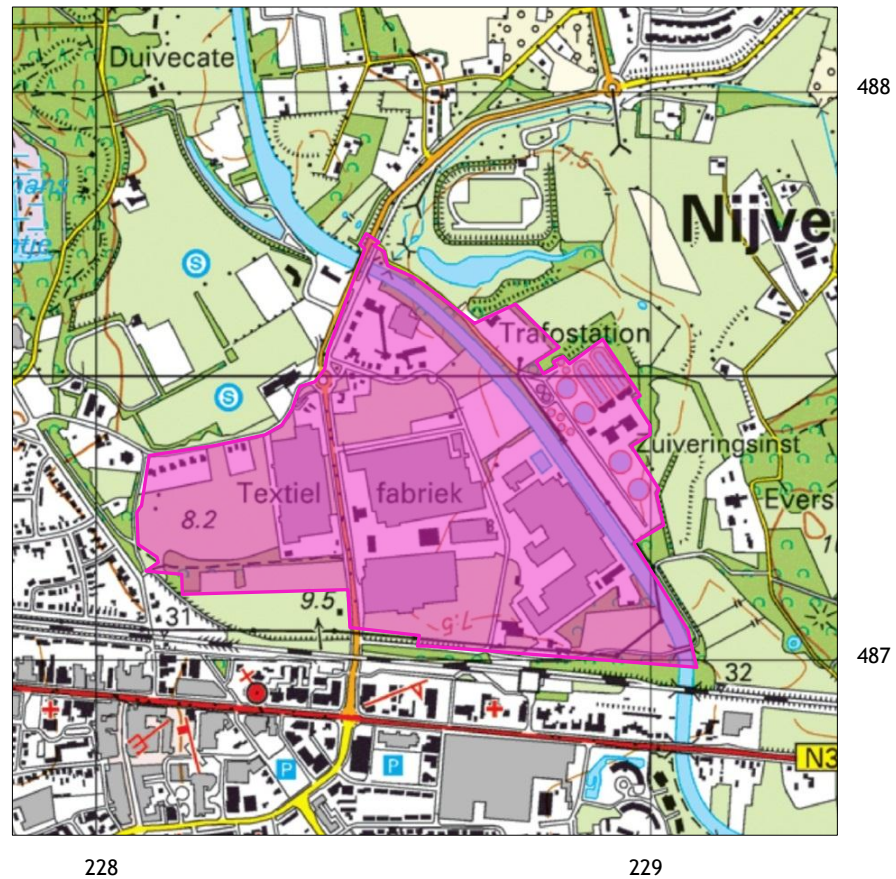 Duivecate
488
7.5
Nijve
S
Trafostation
S
Zuiveringsinst
Textiel fabriek
Evers
8.2
9.5
7.5
31
487
32
P
P
N3
228
229